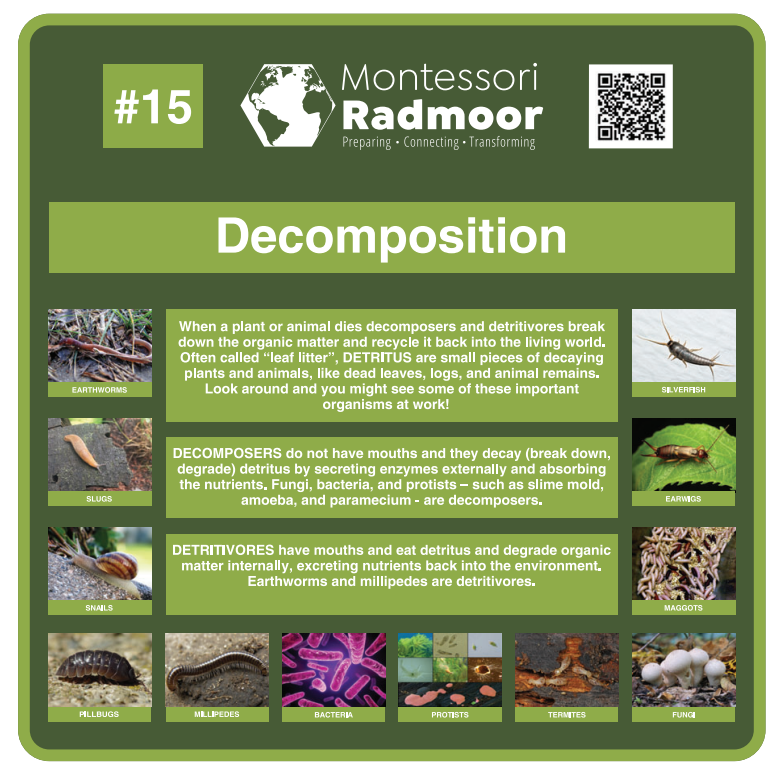 #15
Montessori
Radmoor
Preparing • Connecting • Transforming
Decomposition
When a plant or animal dies decomposers and detritivores break
down the organic matter and recycle it back into the living world.
Often called “leaf litter”, DETRITUS are small pieces of decaying
plants and animals, like dead leaves, logs, and animal remains.
Look around and you might see some of these important
organisms at work!
DECOMPOSERS do not have mouths and they decay (break down,
degrade) detritus by secreting enzymes externally and absorbing
the nutrients. Fungi, bacteria, and protists – such as slime mold,
amoeba, and paramecium - are decomposers.
DETRITIVORES have mouths and eat detritus and degrade organic
matter internally, excreting nutrients back into the environment.
Earthworms and millipedes are detritivores.
EARTHWORMS
SLUGS
SNAILS
SILVERFISH
EARWIGS
MAGGOTS
PILLBUGS
MILLIPEDES
BACTERIA
PROTISTS
TERMITES
FUNGI